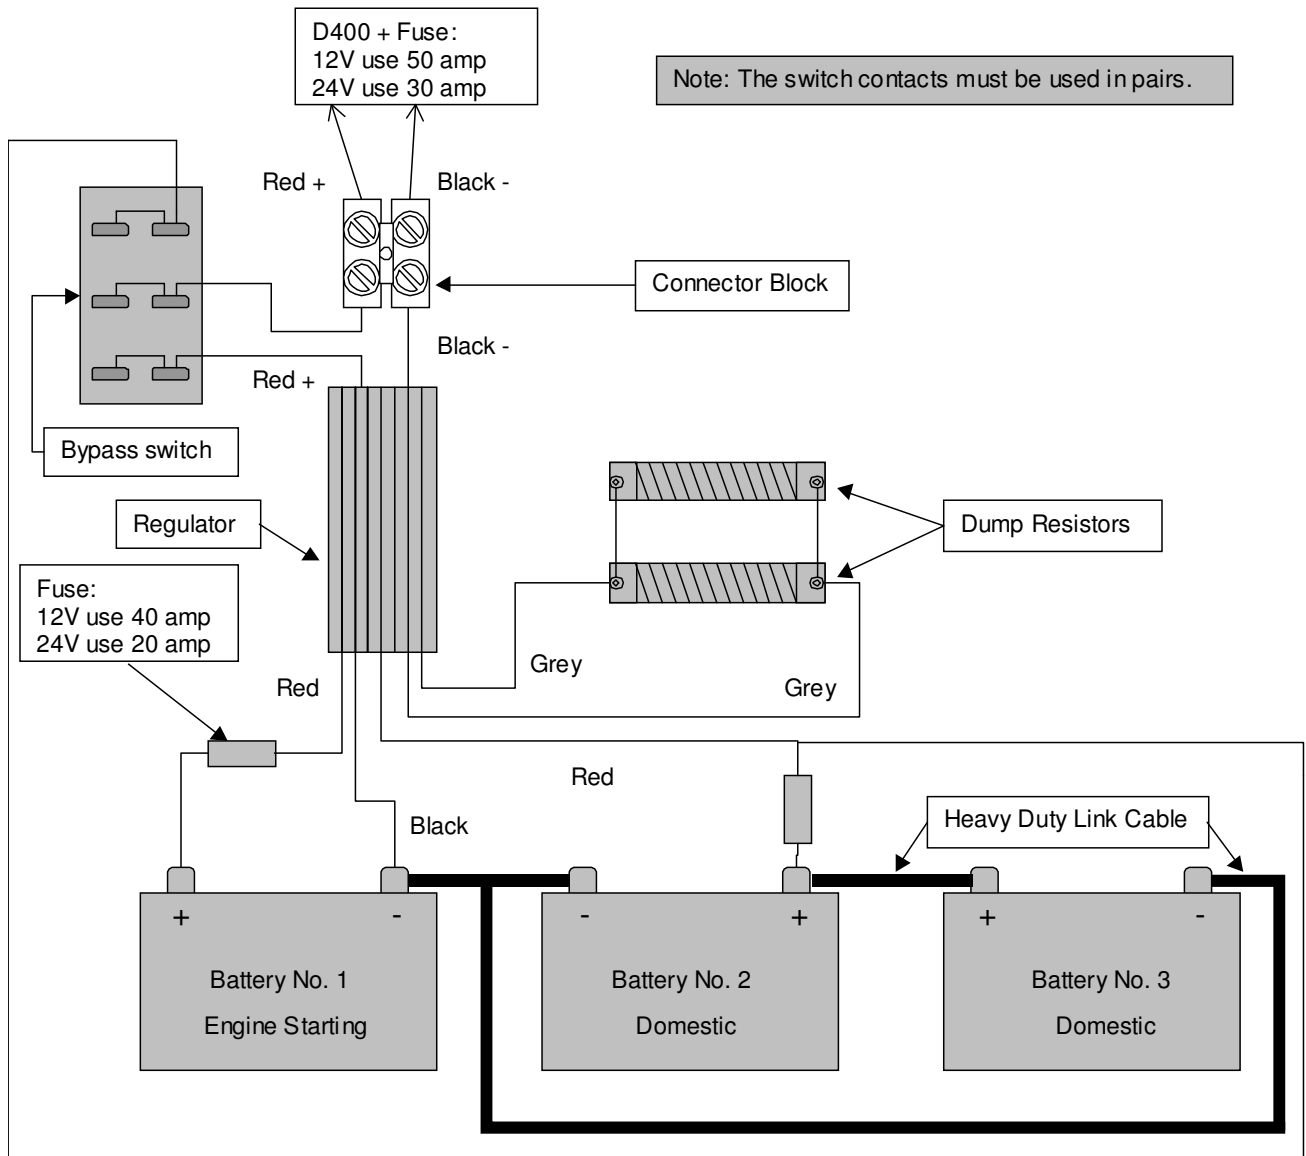 D400 + Fuse:
12V use 50 amp
24V use 30 amp
Note: The switch contacts must be used in pairs.
Red +
Black -
Connector Block
Black -
Red +
Bypass switch
Regulator
Dump Resistors
Fuse:
12V use 40 amp
24V use 20 amp
Grey
Red
Grey
Red
Heavy Duty Link Cable
Black
+
-
-
+
+
-
Battery No. 1
Engine Starting
Battery No. 2
Domestic
Battery No. 3
Domestic